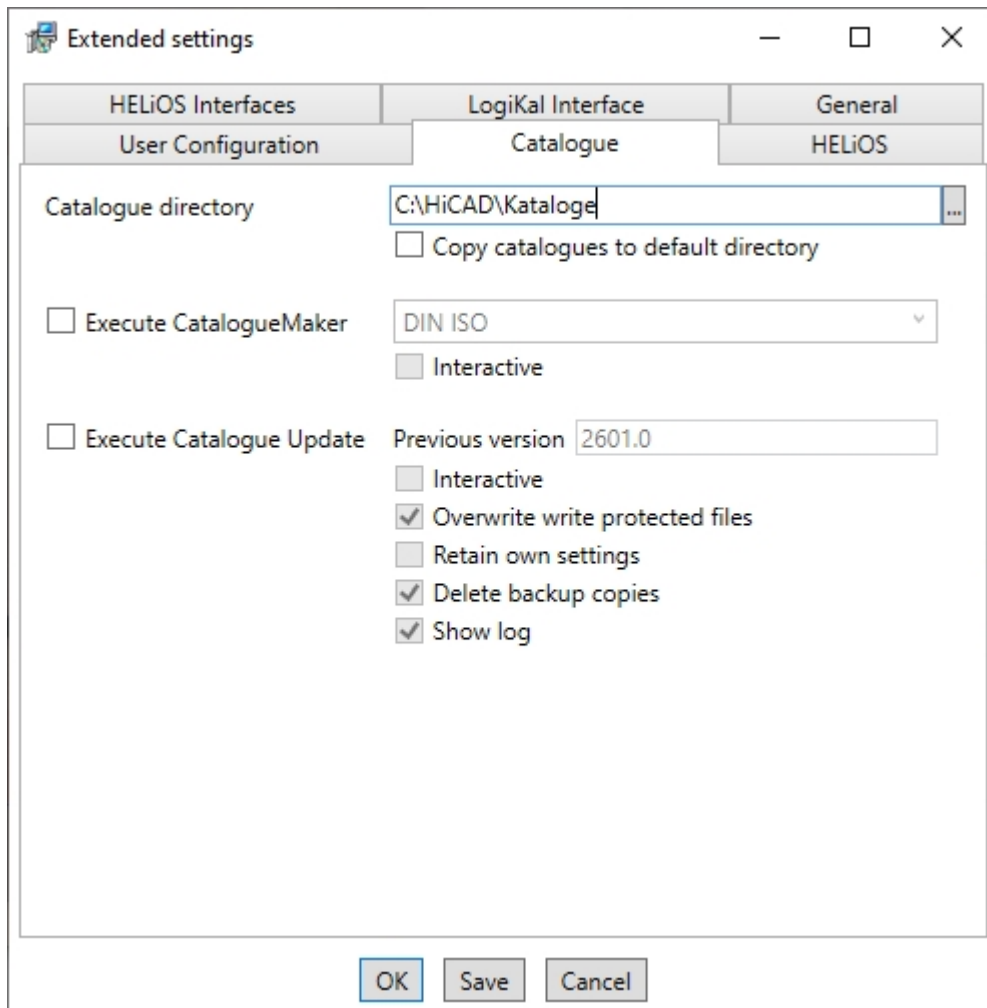 Extended settings
HELiOS Interfaces LogiKal Interface General
User Configuration Catalogue HELiOS
Catalogue directory C:\HiCAD\Kataloge ...
Copy catalogues to default directory
Execute CatalogueMaker DIN ISO
Interactive
Execute Catalogue Update Previous version 2601.0
Interactive
Overwrite write protected files
Retain own settings
Delete backup copies
Show log
OK Save Cancel